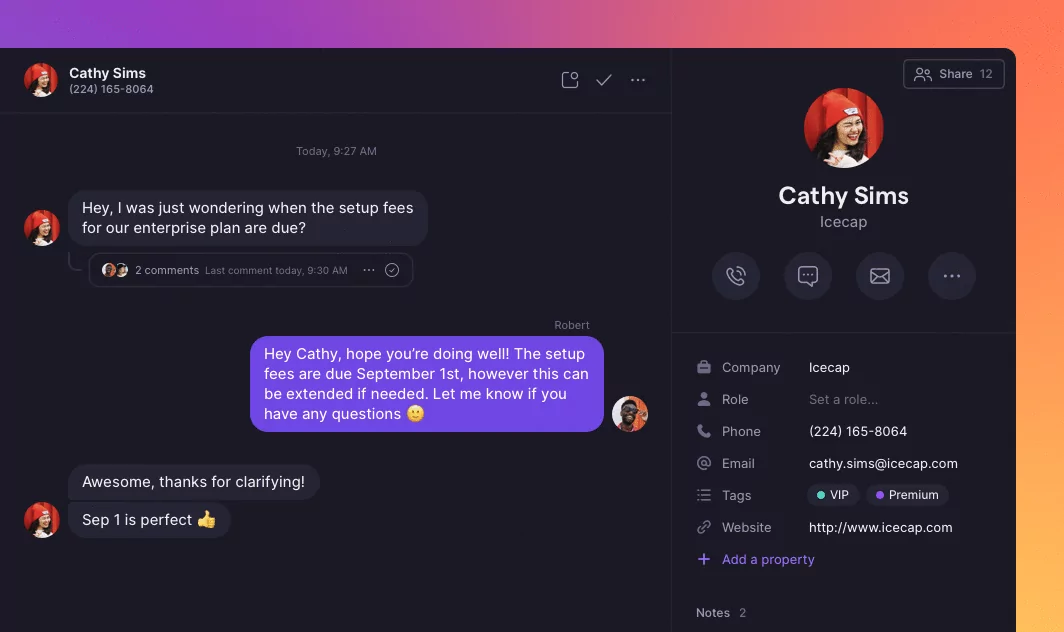 Cathy Sims
(224) 165-8064
Today, 9:27 AM
Hey, I was just wondering when the setup fees
for our enterprise plan are due?
2 comments Last comment today, 9:30 AM
Robert
Hey Cathy, hope you’re doing well! The setup
fees are due September 1st, however this can
be extended if needed. Let me know if you
have any questions 🙂
Awesome, thanks for clarifying!
Sep 1 is perfect 👍
Share 12
Cathy Sims
Icecap
Company Icecap
Role Set a role...
Phone (224) 165-8064
Email cathy.sims@icecap.com
Tags VIP Premium
Website http://www.icecap.com
+ Add a property
Notes 2